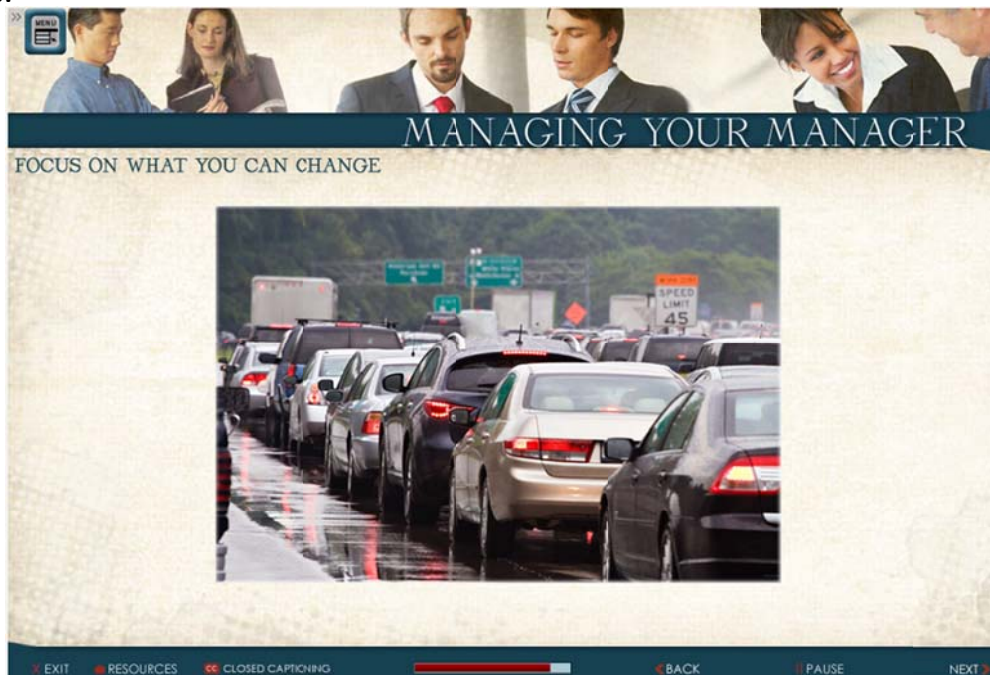 MENU
MANAGING YOUR MANAGER
FOCUS ON WHAT YOU CAN CHANGE
SPEED
LIMIT
45
X EXIT
RESOURCES
CC CLOSED CAPTIONING
BACK
PAUSE
NEXT